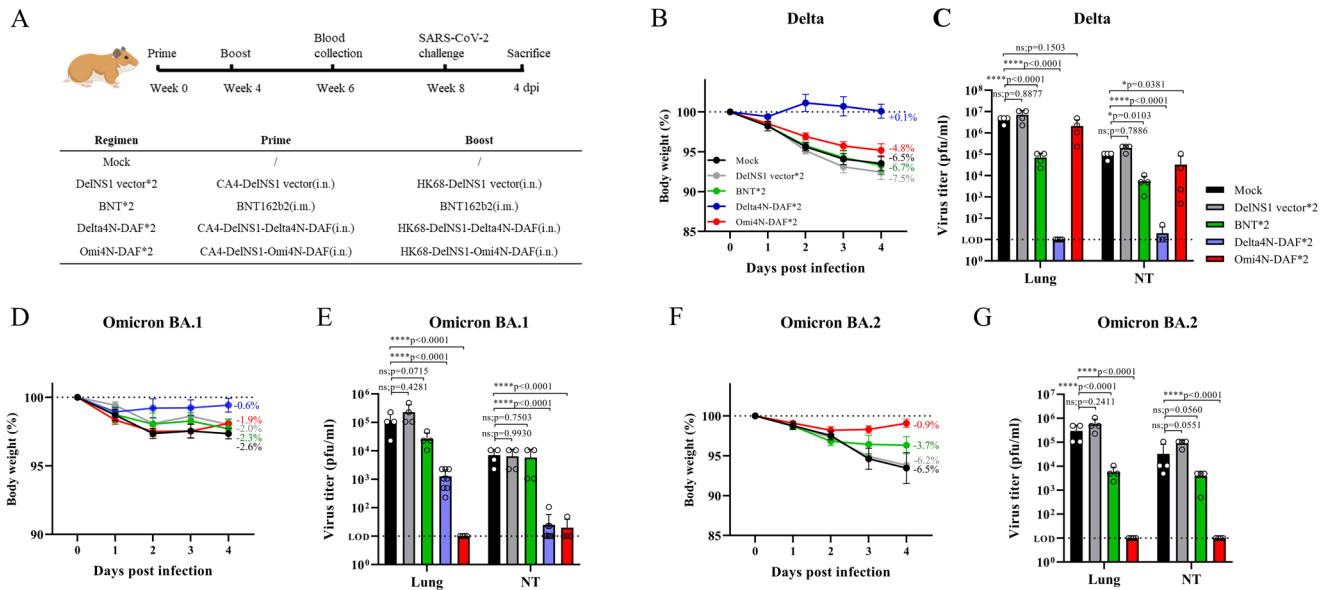 A
Prime
Boost
Blood
collection
SARS-CoV-2
challenge
Sacrifice
Week 0
Week 4
Week 6
Week 8
4 dpi
Regimen Prime Boost
Mock / /
DelNS1 vector*2 CA4-DelNS1 vector(i.n.) HK68-DelNS1 vector(i.n.)
BNT*2 BNT162b2(i.m.) BNT162b2(i.m.)
Delta4N-DAF*2 CA4-DelNS1-Delta4N-DAF(i.n.) HK68-DelNS1-Delta4N-DAF(i.n.)
Omi4N-DAF*2 CA4-DelNS1-Omi4N-DAF(i.n.) HK68-DelNS1-Omi4N-DAF(i.n.)
B
Delta
Body weight (%)
100
95
90
85
+0.1%
-4.8%
-6.5%
-6.7%
-7.5%
Mock
DelNS1 vector*2
BNT*2
Delta4N-DAF*2
Omi4N-DAF*2
0 1 2 3 4
Days post infection
C
Delta
ns;p=0.1503
****p<0.0001
****p<0.0001
ns;p=0.8877
*p=0.0381
****p<0.0001
*p=0.0103
ns;p=0.7886
Virus titer (pfu/ml)
10⁸
10⁷
10⁶
10⁵
10⁴
10³
10²
LOD
10⁰
Lung NT
Mock
DelNS1 vector*2
BNT*2
Delta4N-DAF*2
Omi4N-DAF*2
D
Omicron BA.1
Body weight (%)
100
95
90
-0.6%
-1.9%
-2.0%
-2.3%
-2.6%
0 1 2 3 4
Days post infection
E
Omicron BA.1
****p<0.0001
****p<0.0001
ns;p=0.0715
ns;p=0.4281
****p<0.0001
****p<0.0001
ns;p=0.7503
ns;p=0.9930
Virus titer (pfu/ml)
10⁶
10⁵
10⁴
10³
10²
LOD
10⁰
Lung NT
F
Omicron BA.2
Body weight (%)
100
95
90
85
-0.9%
-3.7%
-6.2%
-6.5%
0 1 2 3 4
Days post infection
G
Omicron BA.2
****p<0.0001
****p<0.0001
ns;p=0.2411
****p<0.0001
ns;p=0.0560
ns;p=0.0551
Virus titer (pfu/ml)
10⁷
10⁶
10⁵
10⁴
10³
10²
LOD
10⁰
Lung NT